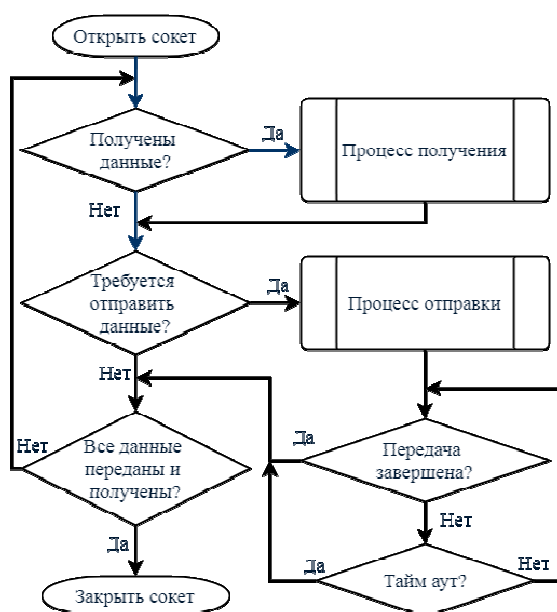 Открыть сокет
Получены
данные?
Да
Процесс получения
Нет
Требуется
отправить
данные?
Да
Процесс отправки
Нет
Все данные
переданы и
получены?
Нет
Да
Передача
завершена?
Нет
Да
Тайм аут?
Нет
Да
Закрыть сокет